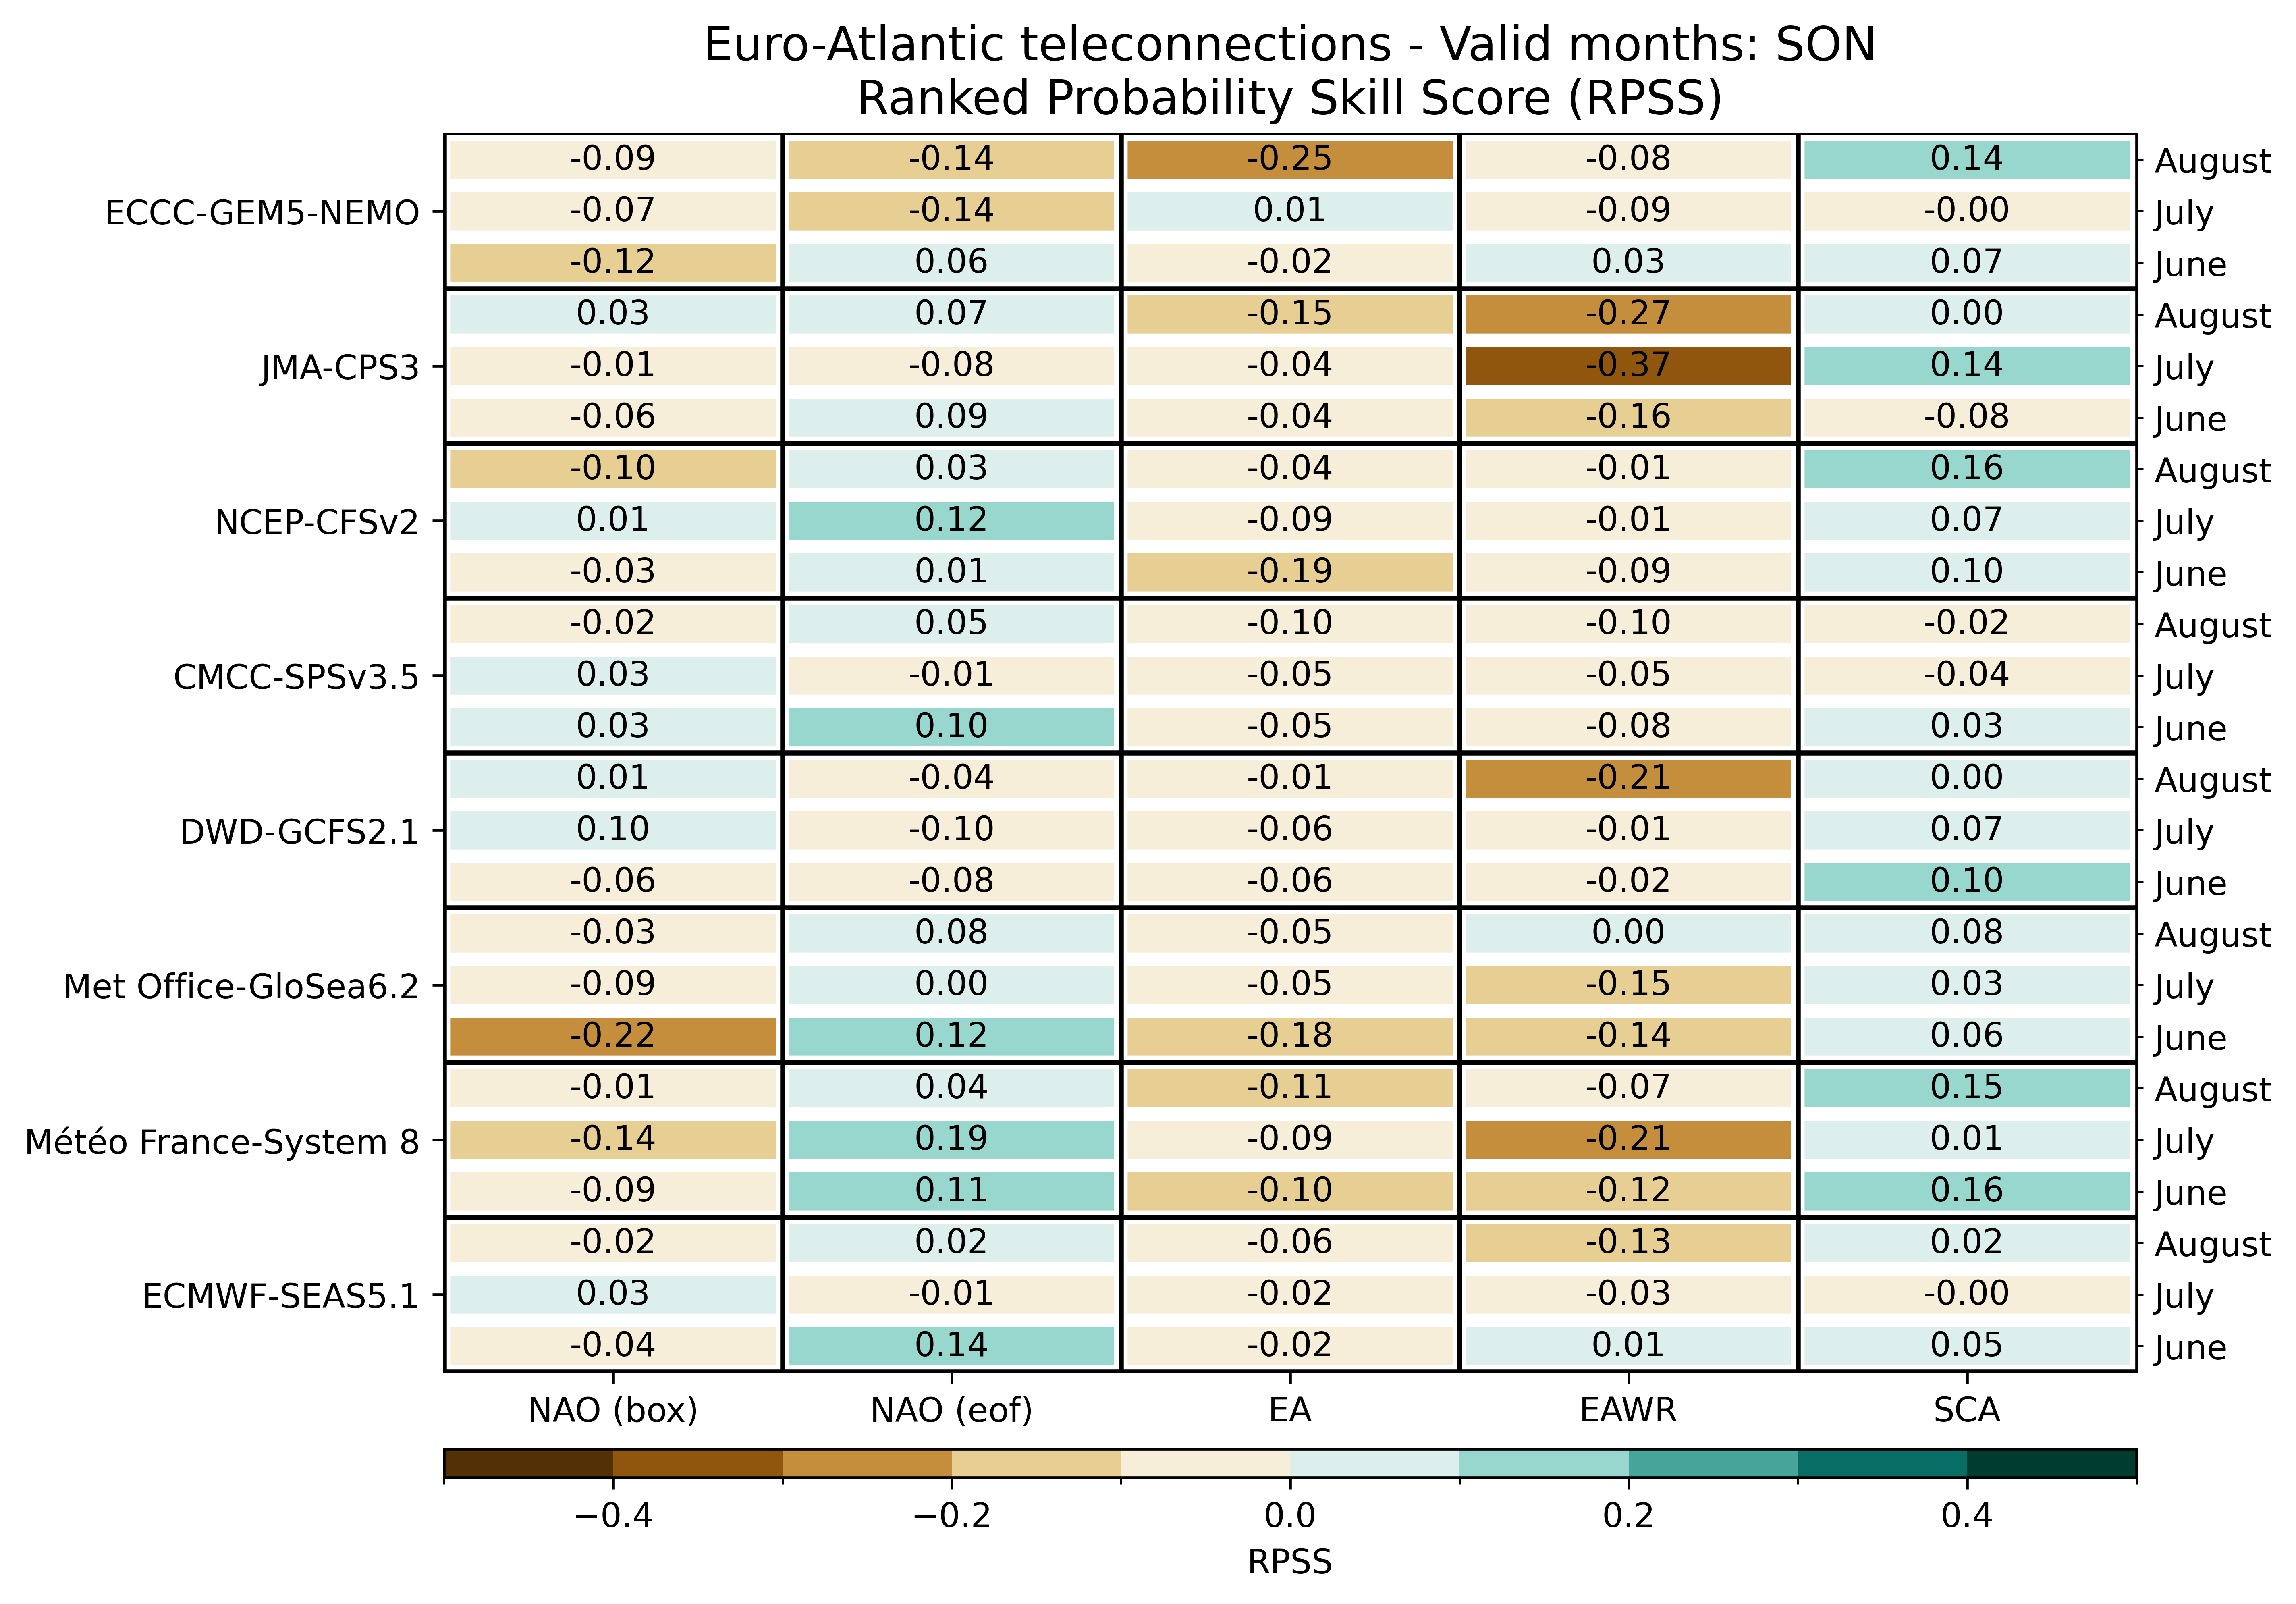 Euro-Atlantic teleconnections - Valid months: SON
Ranked Probability Skill Score (RPSS)
-0.09 -0.14 -0.25 -0.08 0.14 August
ECCC-GEM5-NEMO -0.07 -0.14 0.01 -0.09 -0.00 July
-0.12 0.06 -0.02 0.03 0.07 June
0.03 0.07 -0.15 -0.27 0.00 August
JMA-CPS3 -0.01 -0.08 -0.04 -0.37 0.14 July
-0.06 0.09 -0.04 -0.16 -0.08 June
-0.10 0.03 -0.04 -0.01 0.16 August
NCEP-CFSv2 0.01 0.12 -0.09 -0.01 0.07 July
-0.03 0.01 -0.19 -0.09 0.10 June
-0.02 0.05 -0.10 -0.10 -0.02 August
CMCC-SPSv3.5 0.03 -0.01 -0.05 -0.05 -0.04 July
0.03 0.10 -0.05 -0.08 0.03 June
0.01 -0.04 -0.01 -0.21 0.00 August
DWD-GCFS2.1 0.10 -0.10 -0.06 -0.01 0.07 July
-0.06 -0.08 -0.06 -0.02 0.10 June
-0.03 0.08 -0.05 0.00 0.08 August
Met Office-GloSea6.2 -0.09 0.00 -0.05 -0.15 0.03 July
-0.22 0.12 -0.18 -0.14 0.06 June
-0.01 0.04 -0.11 -0.07 0.15 August
Météo France-System 8 -0.14 0.19 -0.09 -0.21 0.01 July
-0.09 0.11 -0.10 -0.12 0.16 June
-0.02 0.02 -0.06 -0.13 0.02 August
ECMWF-SEAS5.1 0.03 -0.01 -0.02 -0.03 -0.00 July
-0.04 0.14 -0.02 0.01 0.05 June
NAO (box) NAO (eof) EA EAWR SCA
−0.4 −0.2 0.0 0.2 0.4
RPSS